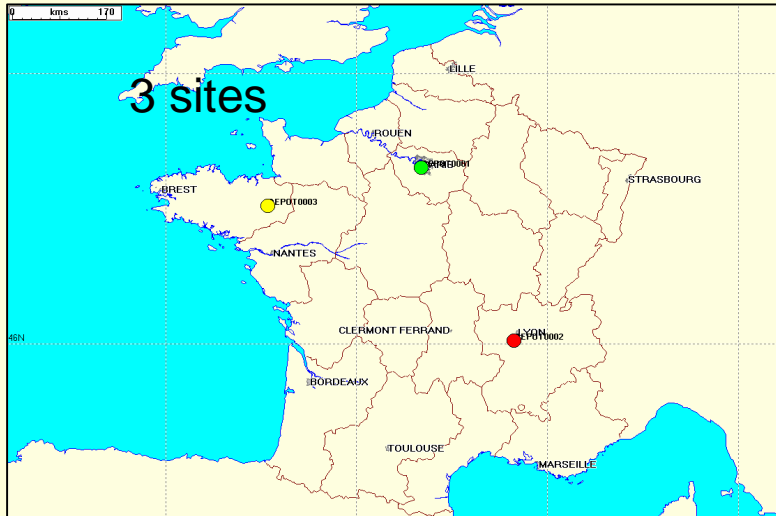 0 kms 170
3 sites
LILLE
ROUEN
STRASBOURG
BREST
EPOT0003
NANTES
CLERMONT FERRAND
LYON
EPOT0002
46N
BORDEAUX
TOULOUSE
MARSEILLE